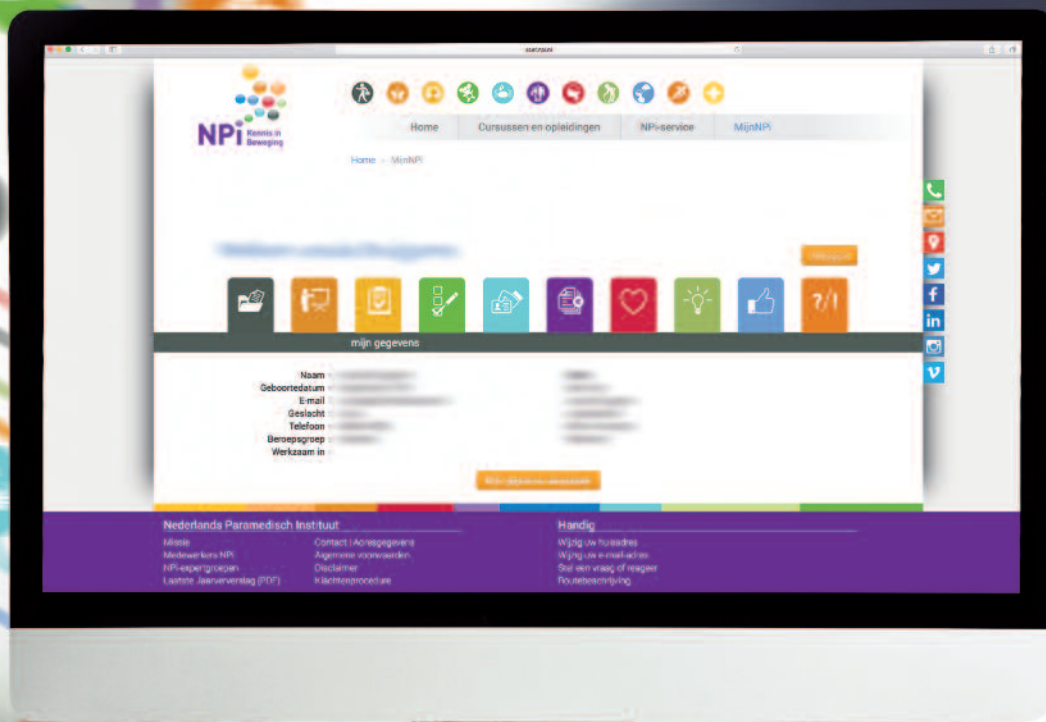 NPi Kennis in
Beweging
Home Cursussen en opleidingen NPi-service MijnNPi
Home > MijnNPi
?/!
mijn gegevens
Naam
Geboortedatum
E-mail
Geslacht
Telefoon
Beroepsgroep
Werkzaam in
Nederlands Paramedisch Instituut
Handig
Missie
Contact | Adresgegevens
Wijzig uw huisadres
Medewerkers NPi
Algemene voorwaarden
Wijzig uw e-mail-adres
NPi-expertgroepen
Disclaimer
Stel een vraag of reageer
Laatste Jaarverslag (PDF)
Klachtenprocedure
Routebeschrijving